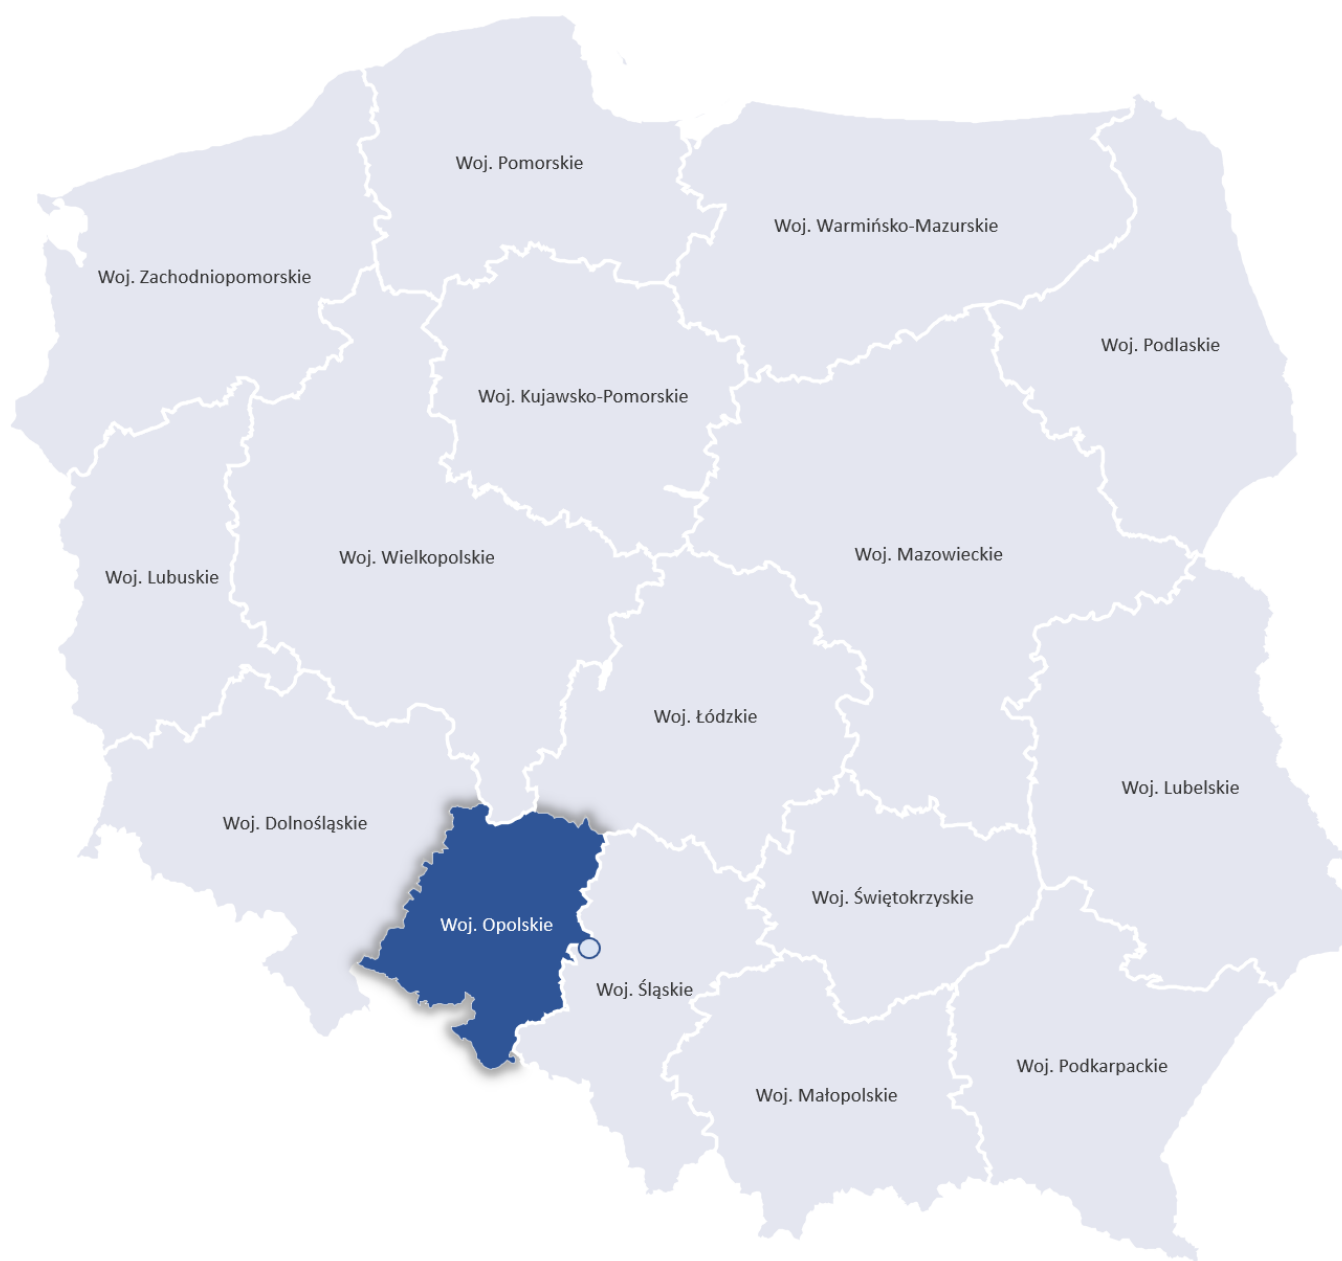 Woj. Pomorskie
Woj. Warmińsko-Mazurskie
Woj. Zachodniopomorskie
Woj. Podlaskie
Woj. Kujawsko-Pomorskie
Woj. Mazowieckie
Woj. Wielkopolskie
Woj. Lubuskie
Woj. Łódzkie
Woj. Lubelskie
Woj. Dolnośląskie
Woj. Świętokrzyskie
Woj. Opolskie
Woj. Śląskie
Woj. Podkarpackie
Woj. Małopolskie